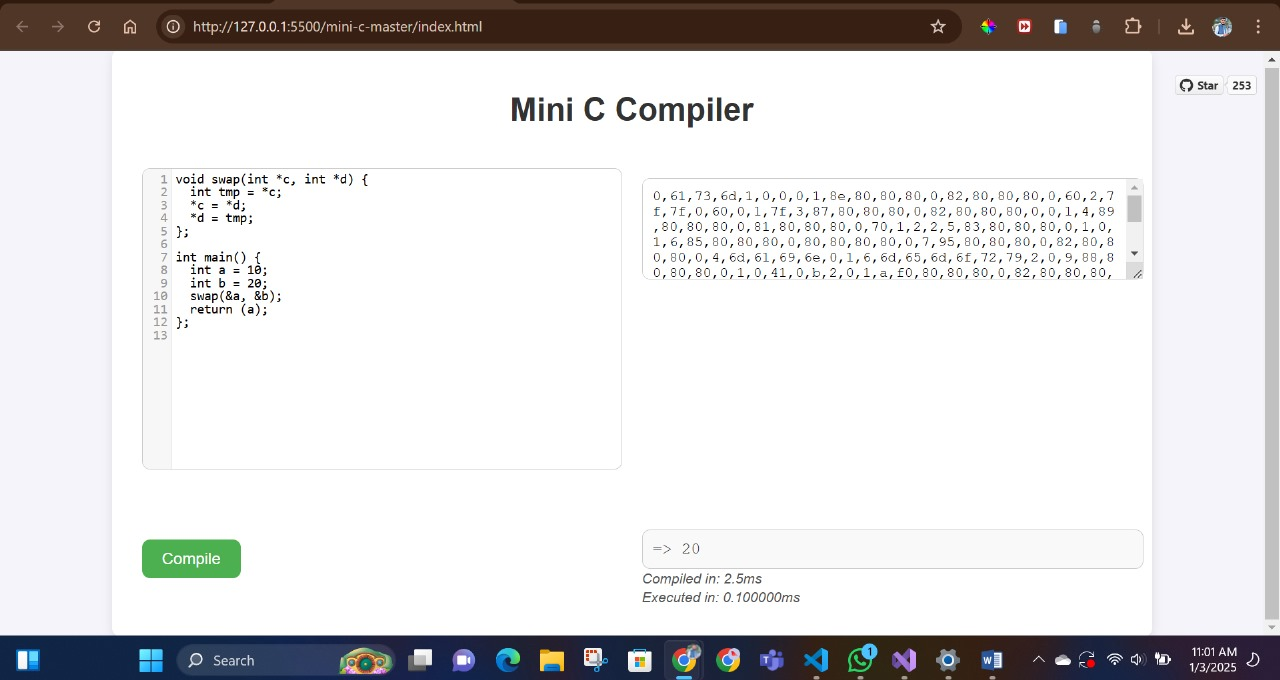 http://127.0.0.1:5500/mini-c-master/index.html
Star 253
Mini C Compiler
1 void swap(int *c, int *d) {
2 int tmp = *c;
3 *c = *d;
4 *d = tmp;
5 };
6
7 int main() {
8 int a = 10;
9 int b = 20;
10 swap(&a, &b);
11 return (a);
12 };
13
0,61,73,6d,1,0,0,0,1,8e,80,80,80,0,82,80,80,80,0,60,2,7
f,7f,0,60,0,1,7f,3,87,80,80,80,0,82,80,80,80,0,0,1,4,89
,80,80,80,0,81,80,80,80,0,70,1,2,2,5,83,80,80,80,0,1,0,
1,6,85,80,80,80,0,80,80,80,80,0,7,95,80,80,80,0,82,80,8
0,80,0,4,6d,61,69,6e,0,1,6,6d,65,6d,6f,72,79,2,0,9,88,8
0,80,80,0,1,0,41,0,b,2,0,1,a,f0,80,80,80,0,82,80,80,80,
Compile
=> 20
Compiled in: 2.5ms
Executed in: 0.100000ms
Search
1
11:01 AM
1/3/2025